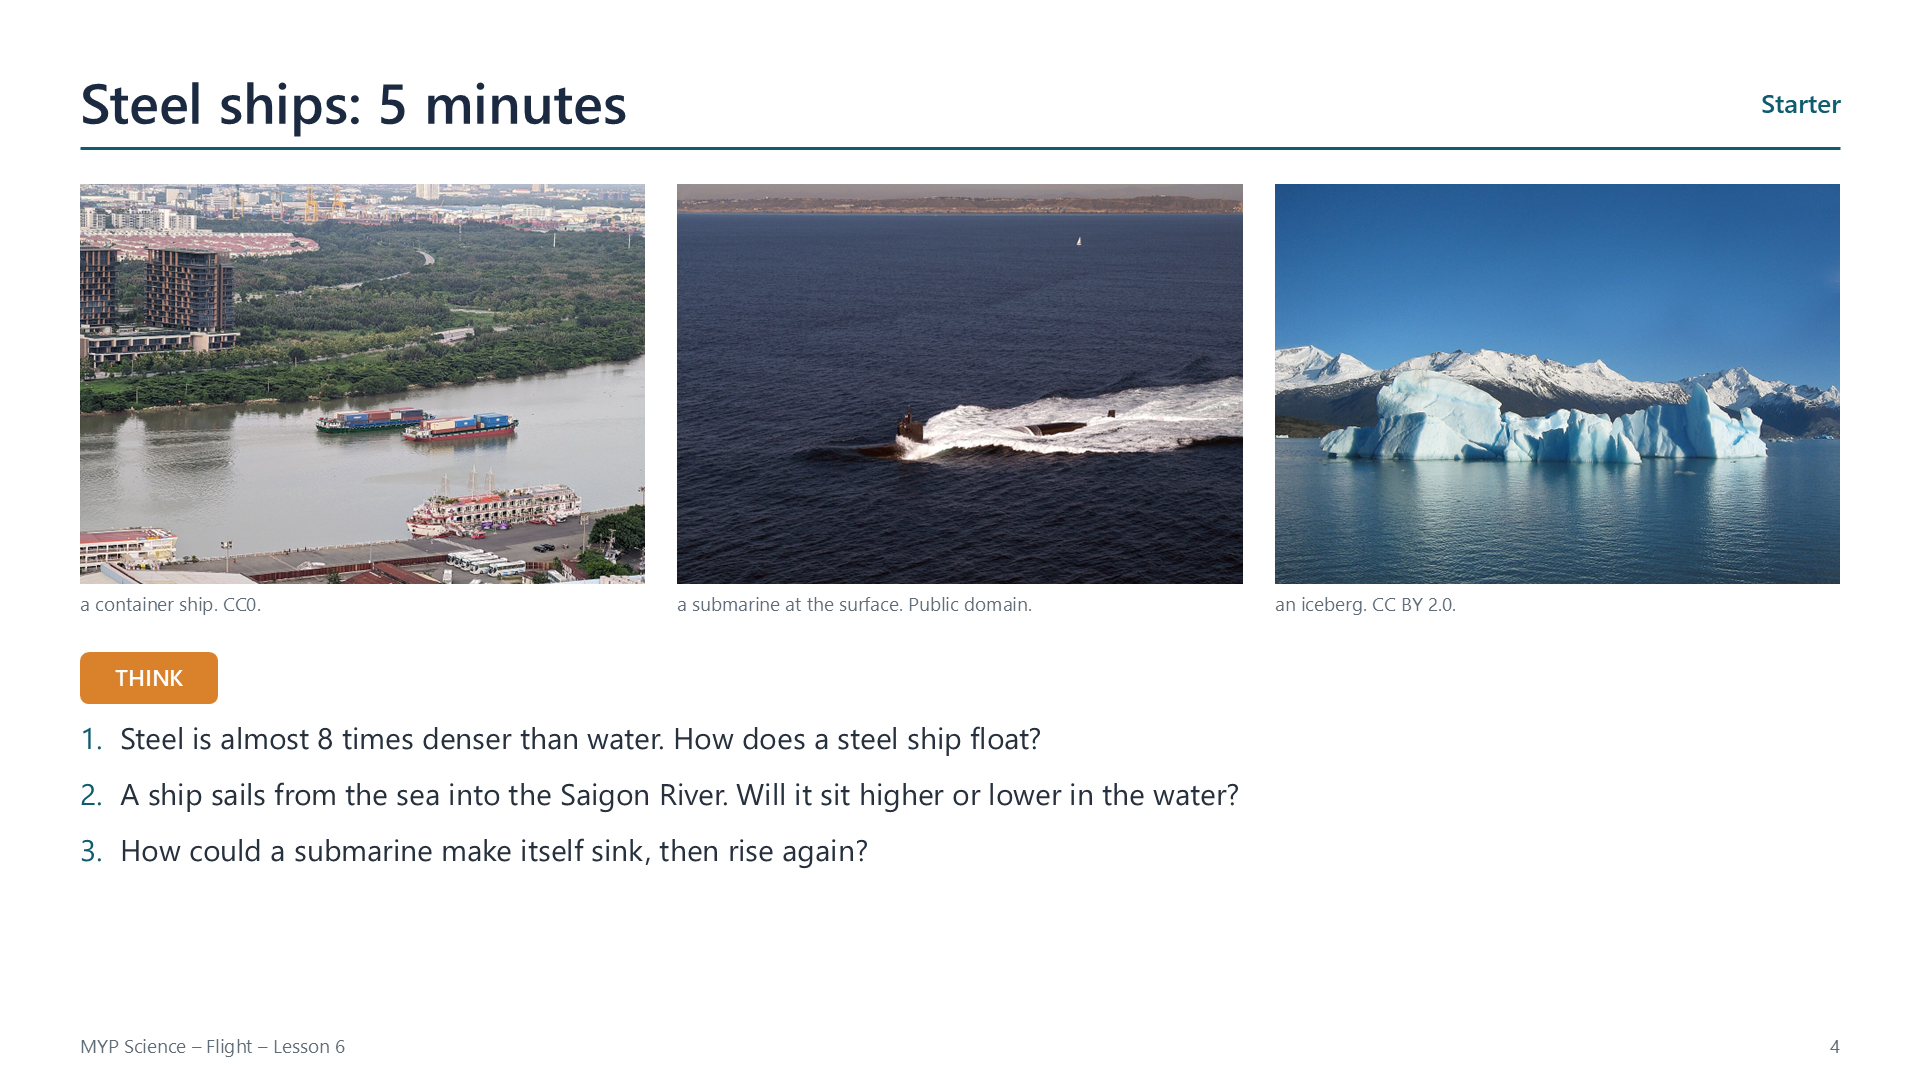 Steel ships: 5 minutes
Starter
a container ship. CC0.
a submarine at the surface. Public domain.
an iceberg. CC BY 2.0.
THINK
1. Steel is almost 8 times denser than water. How does a steel ship float?
2. A ship sails from the sea into the Saigon River. Will it sit higher or lower in the water?
3. How could a submarine make itself sink, then rise again?
MYP Science – Flight – Lesson 6
4